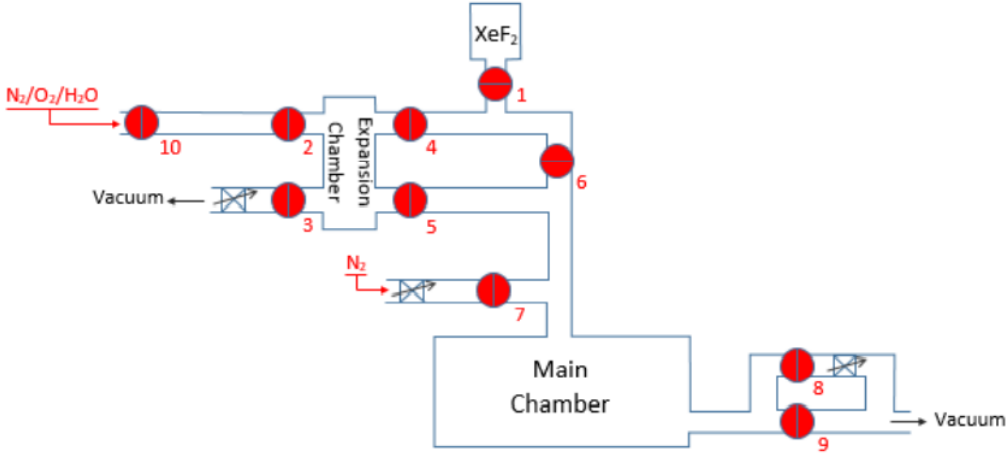 XeF₂
1
N₂/O₂/H₂O
10
2
Expansion
Chamber
4
6
Vacuum
3
5
N₂
7
Main
Chamber
8
Vacuum
9